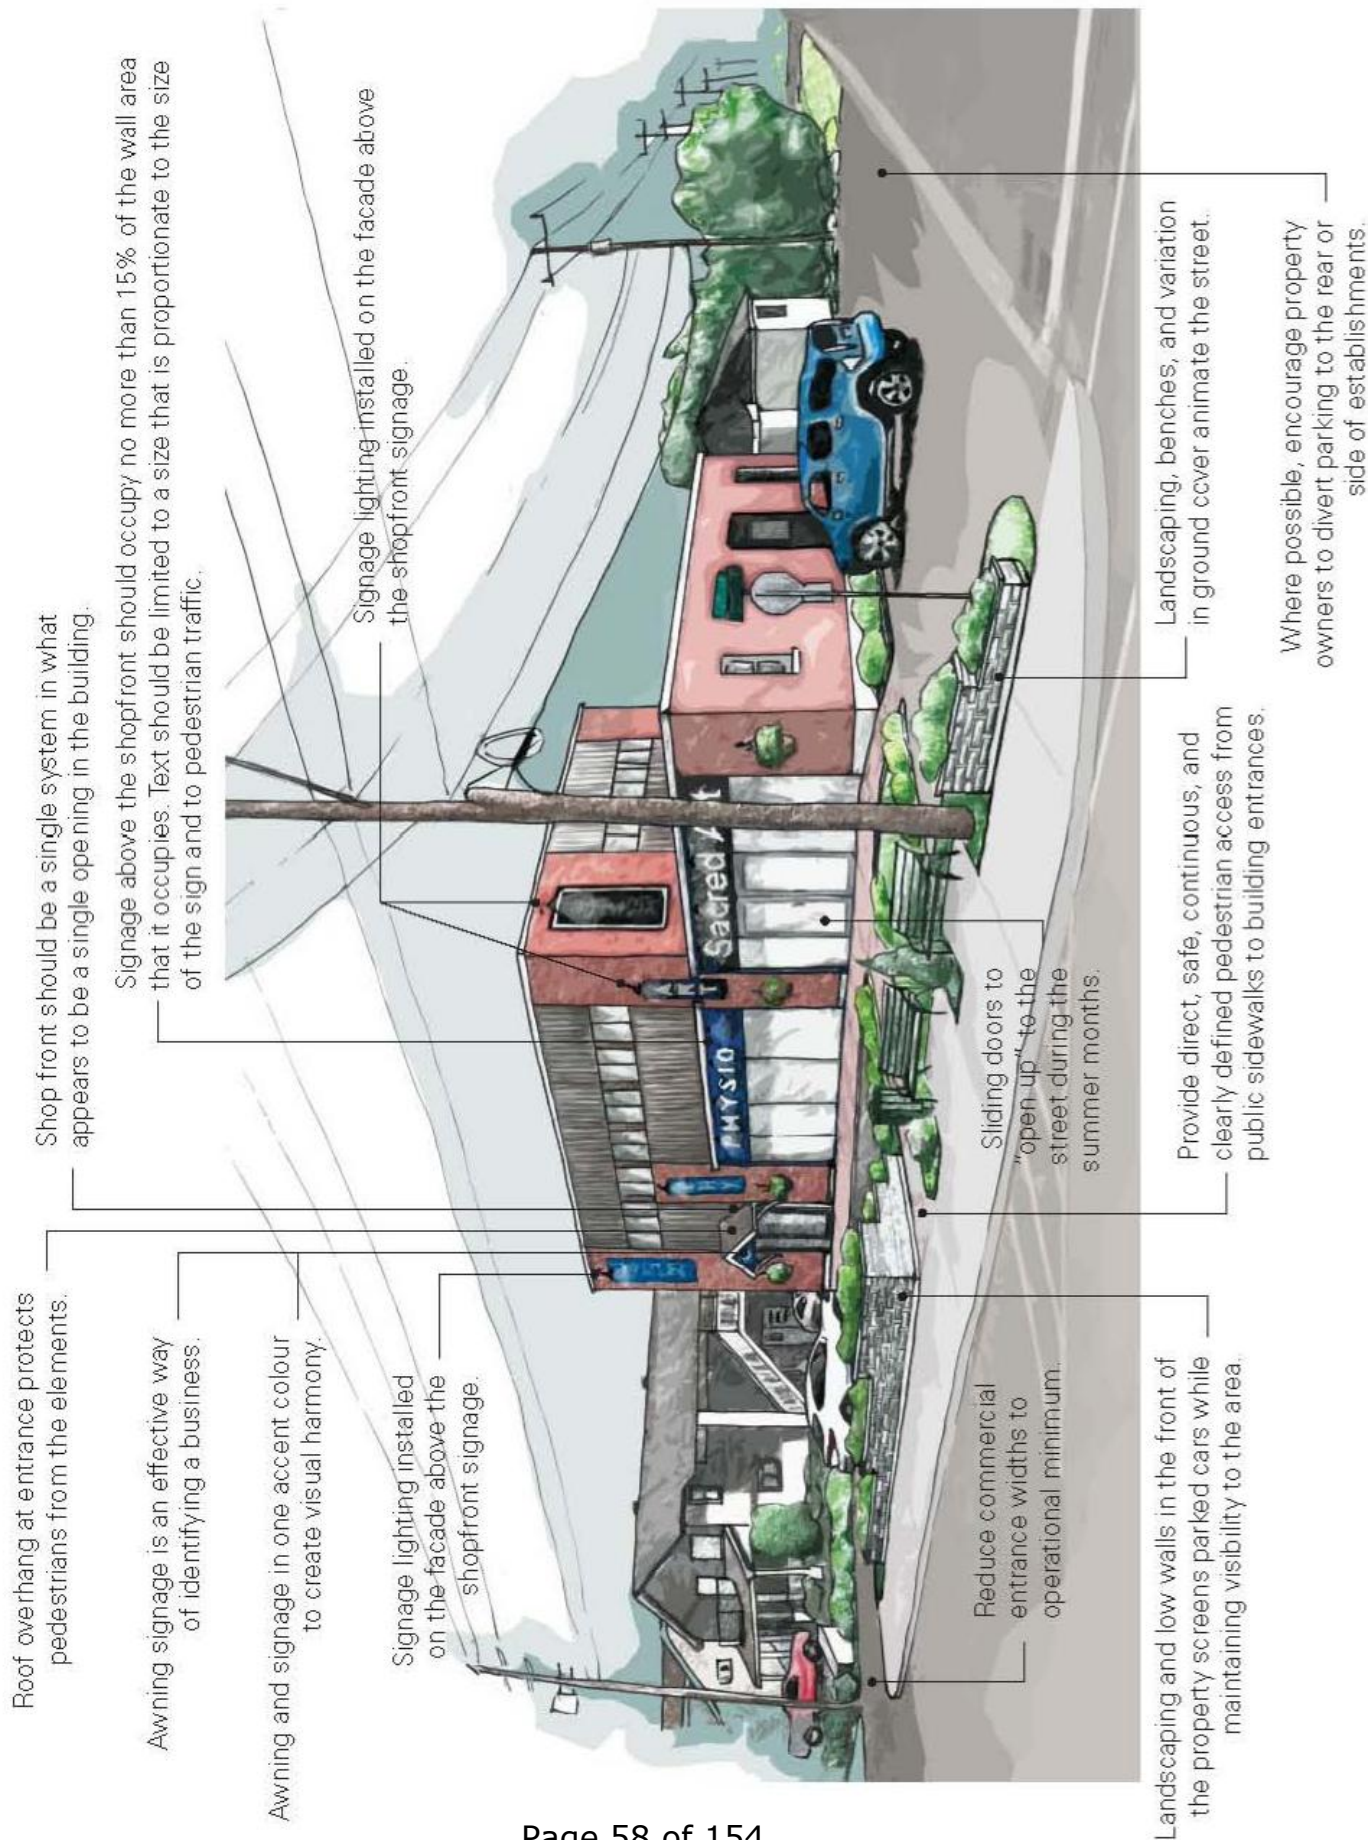 Roof overhang at entrance protects
pedestrians from the elements.
Awning signage is an effective way
of identifying a business.
Awning and signage in one accent colour
to create visual harmony.
Signage lighting installed
on the facade above the
shopfront signage.
Shop front should be a single system in what
appears to be a single opening in the building.
Signage above the shopfront should occupy no more than 15% of the wall area
that it occupies. Text should be limited to a size that is proportionate to the size
of the sign and to pedestrian traffic.
Signage lighting installed on the facade above
the shopfront signage.
PHYSIO
Sacred
Sliding doors to
"open up" to the
street during the
summer months.
Reduce commercial
entrance widths to
operational minimum.
Landscaping and low walls in the front of
the property screens parked cars while
maintaining visibility to the area.
Provide direct, safe, continuous, and
clearly defined pedestrian access from
public sidewalks to building entrances.
Landscaping, benches, and variation
in ground cover animate the street.
Where possible, encourage property
owners to divert parking to the rear or
side of establishments.
Page 58 of 154